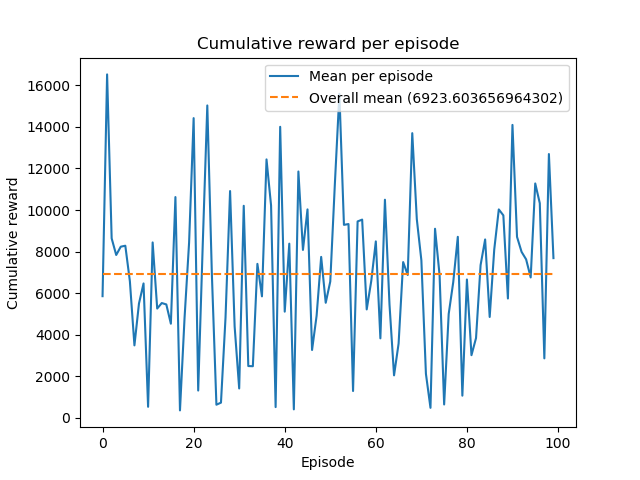 Cumulative reward per episode
Mean per episode
Overall mean (6923.603656964302)
Cumulative reward
16000
14000
12000
10000
8000
6000
4000
2000
0
0 20 40 60 80 100
Episode